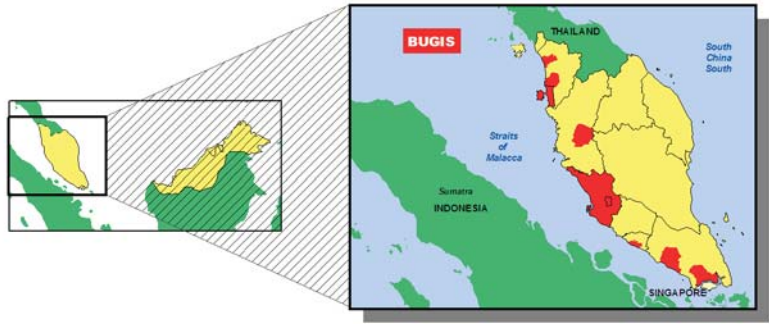 BUGIS
THAILAND
South
China
South
Straits
of
Malacca
Sumatra
INDONESIA
SINGAPORE